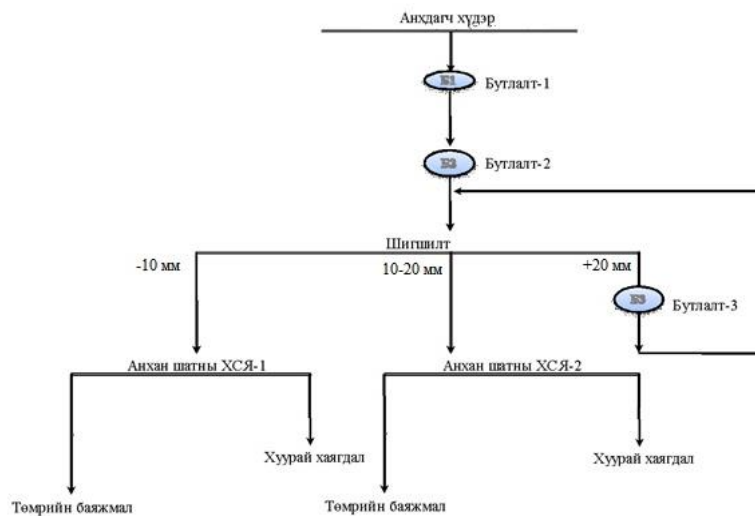 Анхдагч хүдэр
Б1
Бутлалт-1
Б2
Бутлалт-2
Шигшилт
-10 мм
10-20 мм
+20 мм
Б3
Бутлалт-3
Анхан шатны ХСЯ-1
Анхан шатны ХСЯ-2
Хуурай хаягдал
Хуурай хаягдал
Төмрийн баяжмал
Төмрийн баяжмал